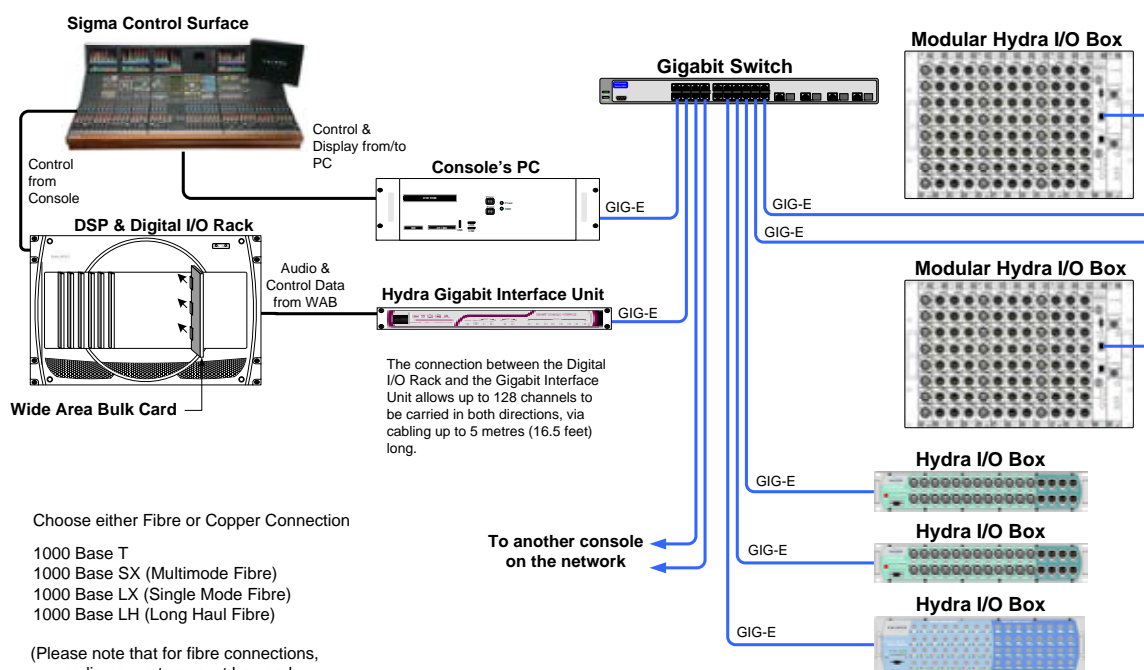 Sigma Control Surface
Modular Hydra I/O Box
Gigabit Switch
Control &
Display from/to
PC
Control
from
Console
Console's PC
GIG-E
GIG-E
GIG-E
DSP & Digital I/O Rack
Audio &
Control Data
from WAB
Modular Hydra I/O Box
Hydra Gigabit Interface Unit
GIG-E
The connection between the Digital
I/O Rack and the Gigabit Interface
Unit allows up to 128 channels to
be carried in both directions, via
cabling up to 5 metres (16.5 feet)
long.
Wide Area Bulk Card
Hydra I/O Box
GIG-E
Choose either Fibre or Copper Connection
1000 Base T
1000 Base SX (Multimode Fibre)
1000 Base LX (Single Mode Fibre)
1000 Base LH (Long Haul Fibre)
To another console
on the network
Hydra I/O Box
GIG-E
Hydra I/O Box
GIG-E
(Please note that for fibre connections,